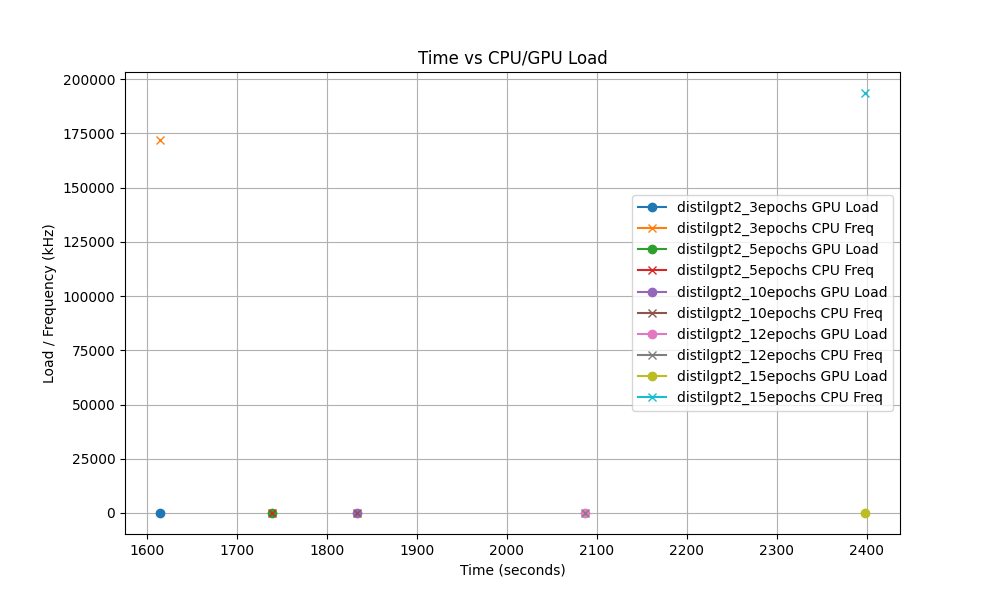 Time vs CPU/GPU Load
Load / Frequency (kHz)
200000
175000
150000
125000
100000
75000
50000
25000
0
distilgpt2_3epochs GPU Load
distilgpt2_3epochs CPU Freq
distilgpt2_5epochs GPU Load
distilgpt2_5epochs CPU Freq
distilgpt2_10epochs GPU Load
distilgpt2_10epochs CPU Freq
distilgpt2_12epochs GPU Load
distilgpt2_12epochs CPU Freq
distilgpt2_15epochs GPU Load
distilgpt2_15epochs CPU Freq
1600 1700 1800 1900 2000 2100 2200 2300 2400
Time (seconds)